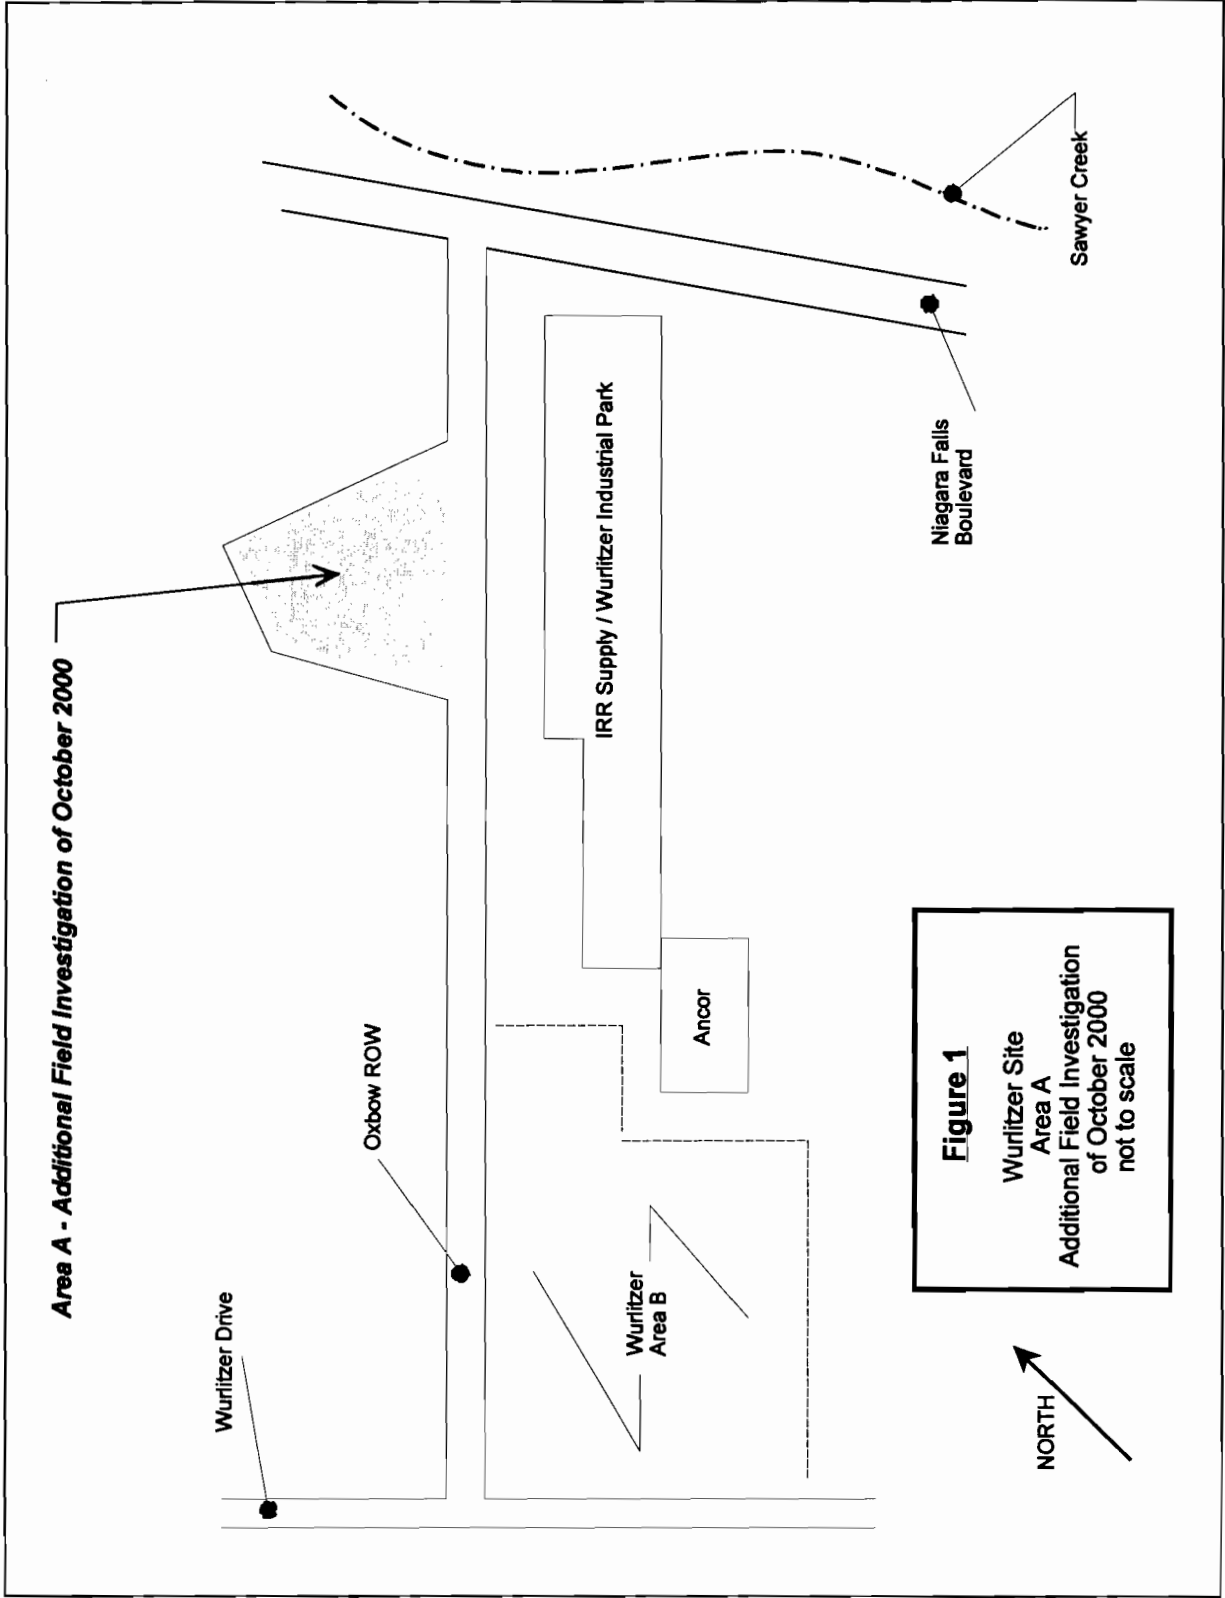 Area A - Additional Field Investigation of October 2000
Wurlitzer Drive
Oxbow ROW
IRR Supply / Wurlitzer Industrial Park
Wurlitzer
Area B
Ancor
Niagara Falls
Boulevard
Sawyer Creek
NORTH
Figure 1
Wurlitzer Site
Area A
Additional Field Investigation
of October 2000
not to scale